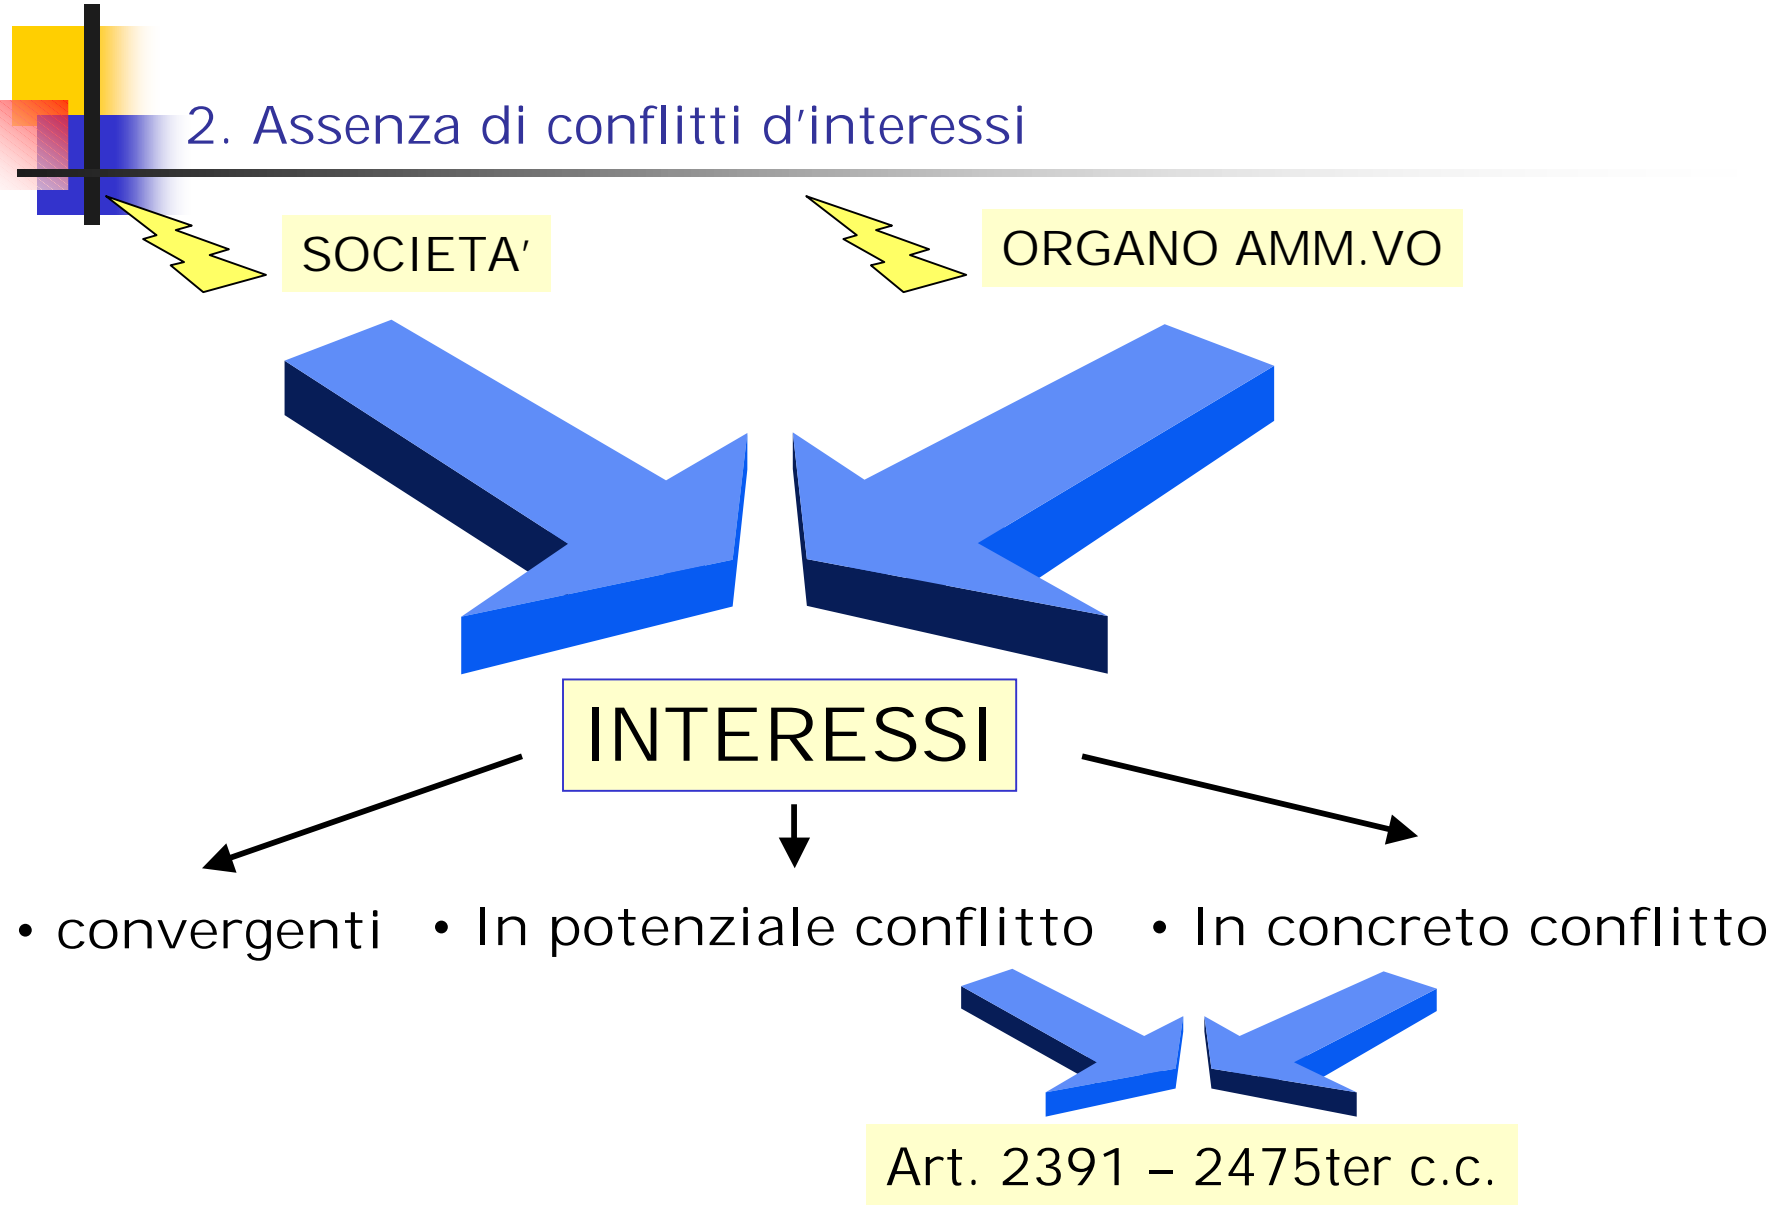 2. Assenza di conflitti d'interessi
SOCIETA'
ORGANO AMM.VO
INTERESSI
• convergenti
• In potenziale conflitto
• In concreto conflitto
Art. 2391 – 2475ter c.c.